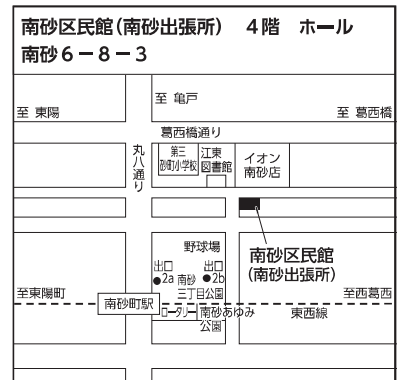 南砂区民館（南砂出張所）　4階　ホール
南砂6－8－3
至 東陽
至 亀戸
至 葛西橋
葛西橋通り
丸八通り
第三
砂町小学校
江東
図書館
イオン
南砂店
野球場
南砂区民館
（南砂出張所）
出口
●2a
出口
●2b
南砂
三丁目公園
至東陽町
南砂町駅
至西葛西
ロータリー
南砂あゆみ
公園
東西線